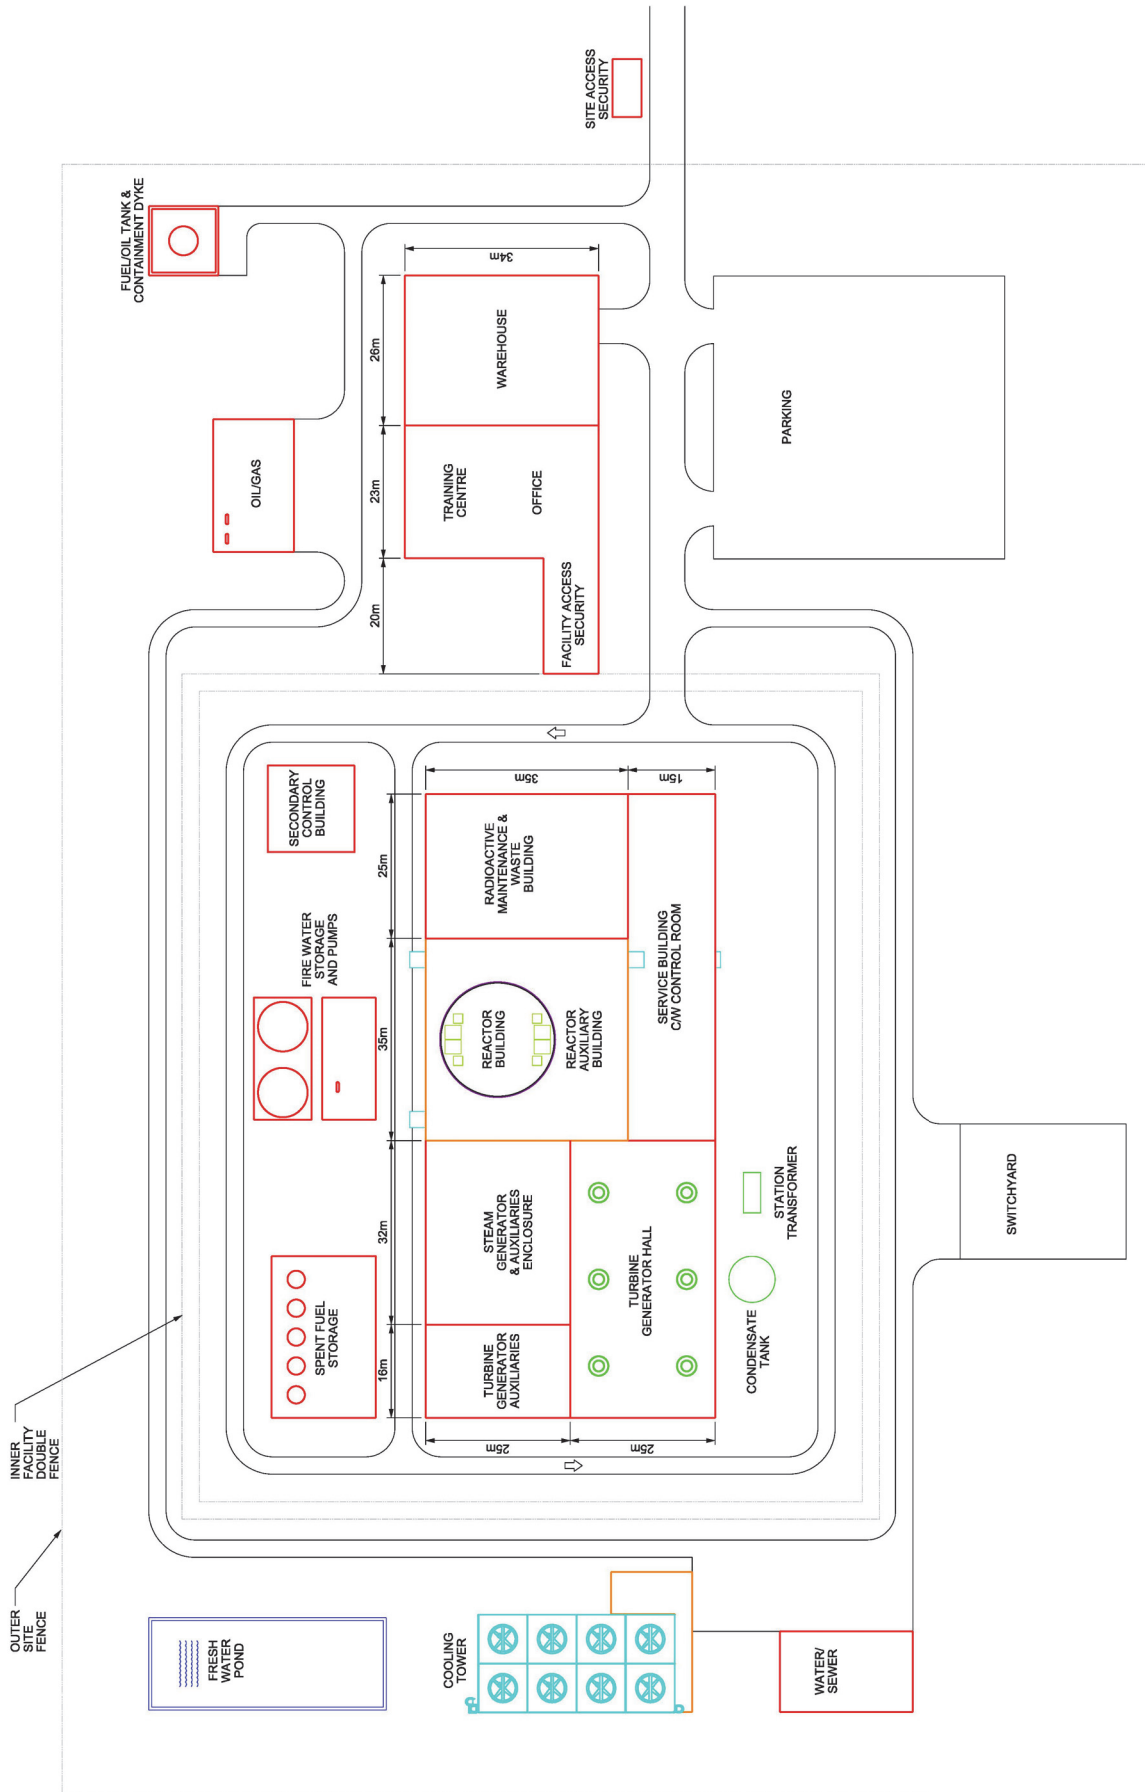 OUTER
SITE
FENCE
INNER
FACILITY
DOUBLE
FENCE
FUEL/OIL TANK &
CONTAINMENT DYKE
SITE ACCESS
SECURITY
OIL/GAS
FRESH
WATER
POND
COOLING
TOWER
WATER/
SEWER
SPENT FUEL
STORAGE
FIRE WATER
STORAGE
AND PUMPS
SECONDARY
CONTROL
BUILDING
16m
32m
35m
25m
20m
23m
26m
25m
25m
35m
15m
34m
TURBINE
GENERATOR
AUXILIARIES
STEAM
GENERATOR
& AUXILIARIES
ENCLOSURE
REACTOR
BUILDING
REACTOR
AUXILIARY
BUILDING
RADIOACTIVE
MAINTENANCE &
WASTE
BUILDING
TRAINING
CENTRE
OFFICE
WAREHOUSE
FACILITY ACCESS
SECURITY
TURBINE
GENERATOR HALL
SERVICE BUILDING
C/W CONTROL ROOM
CONDENSATE
TANK
STATION
TRANSFORMER
PARKING
SWITCHYARD